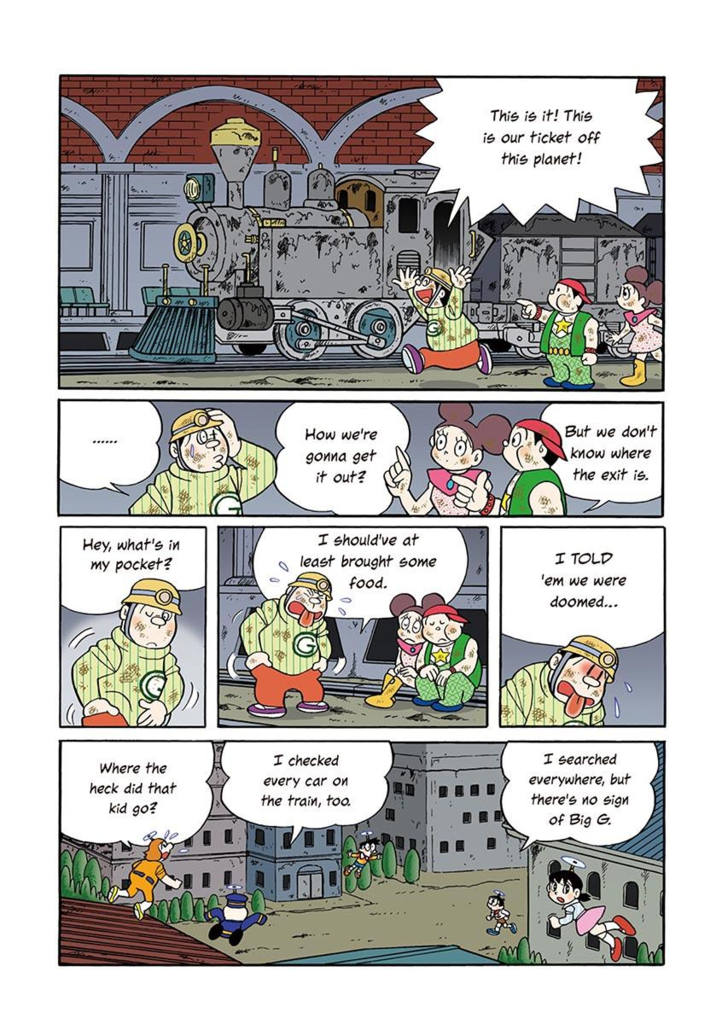 This is it! This
is our ticket off
this planet!
......
How we're
gonna get
it out?
But we don't
know where
the exit is.
G
Hey, what's in
my pocket?
G
I should've at
least brought some
food.
G
I TOLD
'em we were
doomed...
Where the
heck did that
kid go?
I checked
every car on
the train, too.
I searched
everywhere, but
there's no sign
of Big G.